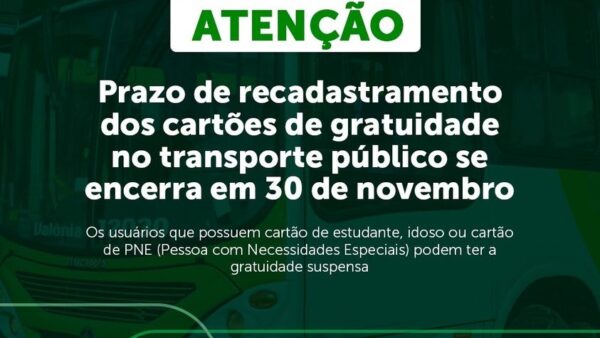 ATENÇÃO
Prazo de recadastramento
dos cartões de gratuidade
no transporte público se
encerra em 30 de novembro
Os usuários que possuem cartão de estudante, idoso ou cartão
de PNE (Pessoa com Necessidades Especiais) podem ter a
gratuidade suspensa